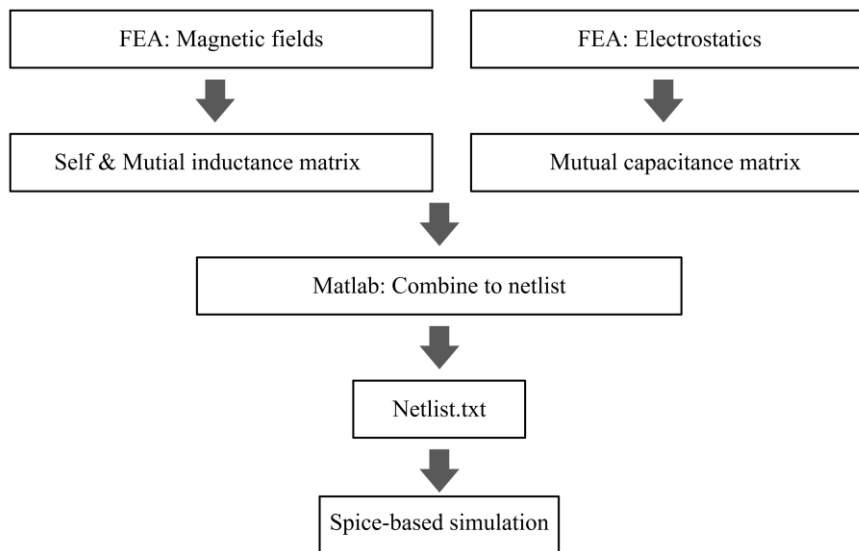 FEA: Magnetic fields
FEA: Electrostatics
Self & Mutial inductance matrix
Mutual capacitance matrix
Matlab: Combine to netlist
Netlist.txt
Spice-based simulation